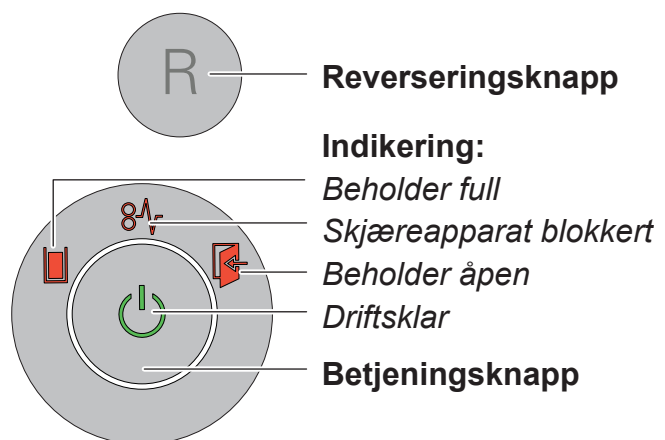 R
Reverseringsknapp
Indikering:
Beholder full
Skjæreapparat blokkert
Beholder åpen
Driftsklar
Betjeningsknapp